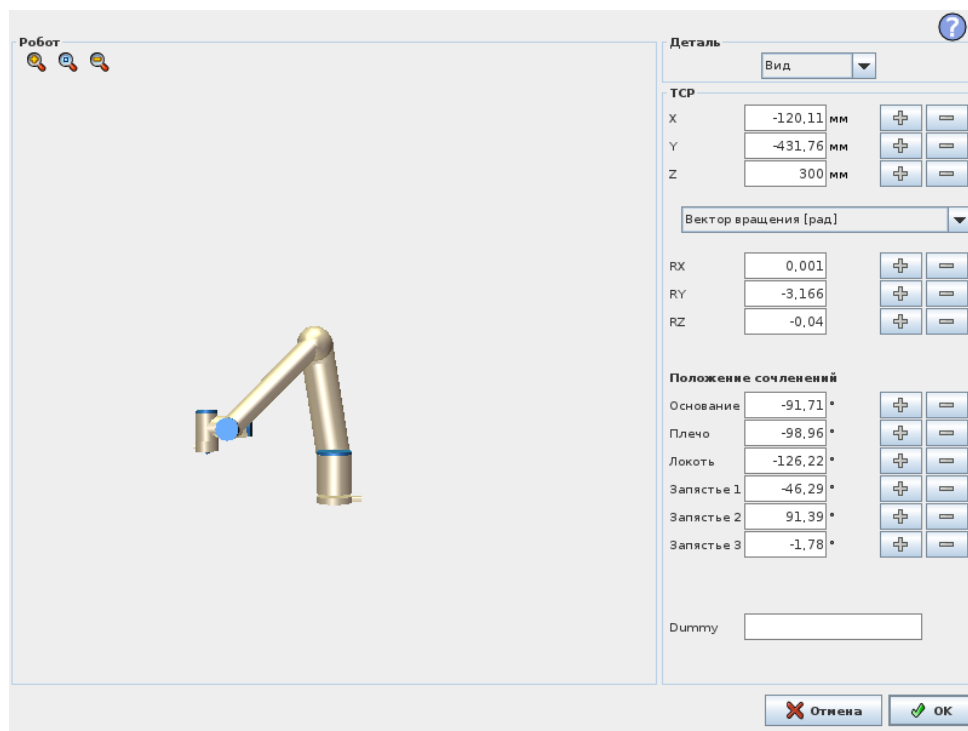 ?
Робот
Деталь
Вид
TCP
X -120,11 мм
Y -431,76 мм
Z 300 мм
Вектор вращения [рад]
RX 0,001
RY -3,166
RZ -0,04
Положение сочленений
Основание -91,71 °
Плечо -98,96 °
Локоть -126,22 °
Запястье 1 -46,29 °
Запястье 2 91,39 °
Запястье 3 -1,78 °
Dummy
Отмена
OK